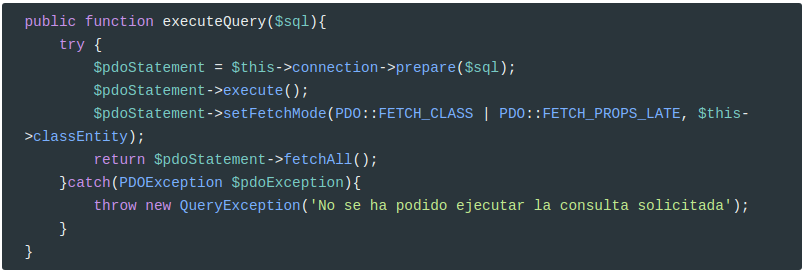 public function executeQuery($sql){
    try {
        $pdoStatement = $this->connection->prepare($sql);
        $pdoStatement->execute();
        $pdoStatement->setFetchMode(PDO::FETCH_CLASS | PDO::FETCH_PROPS_LATE, $this-
>classEntity);
        return $pdoStatement->fetchAll();
    }catch(PDOException $pdoException){
        throw new QueryException('No se ha podido ejecutar la consulta solicitada');
    }
}